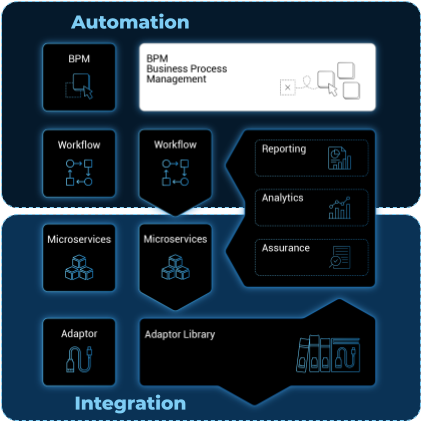 Automation
BPM
BPM
Business Process
Management
Workflow
Workflow
Reporting
Analytics
Assurance
Microservices
Microservices
Adaptor
Adaptor Library
Integration